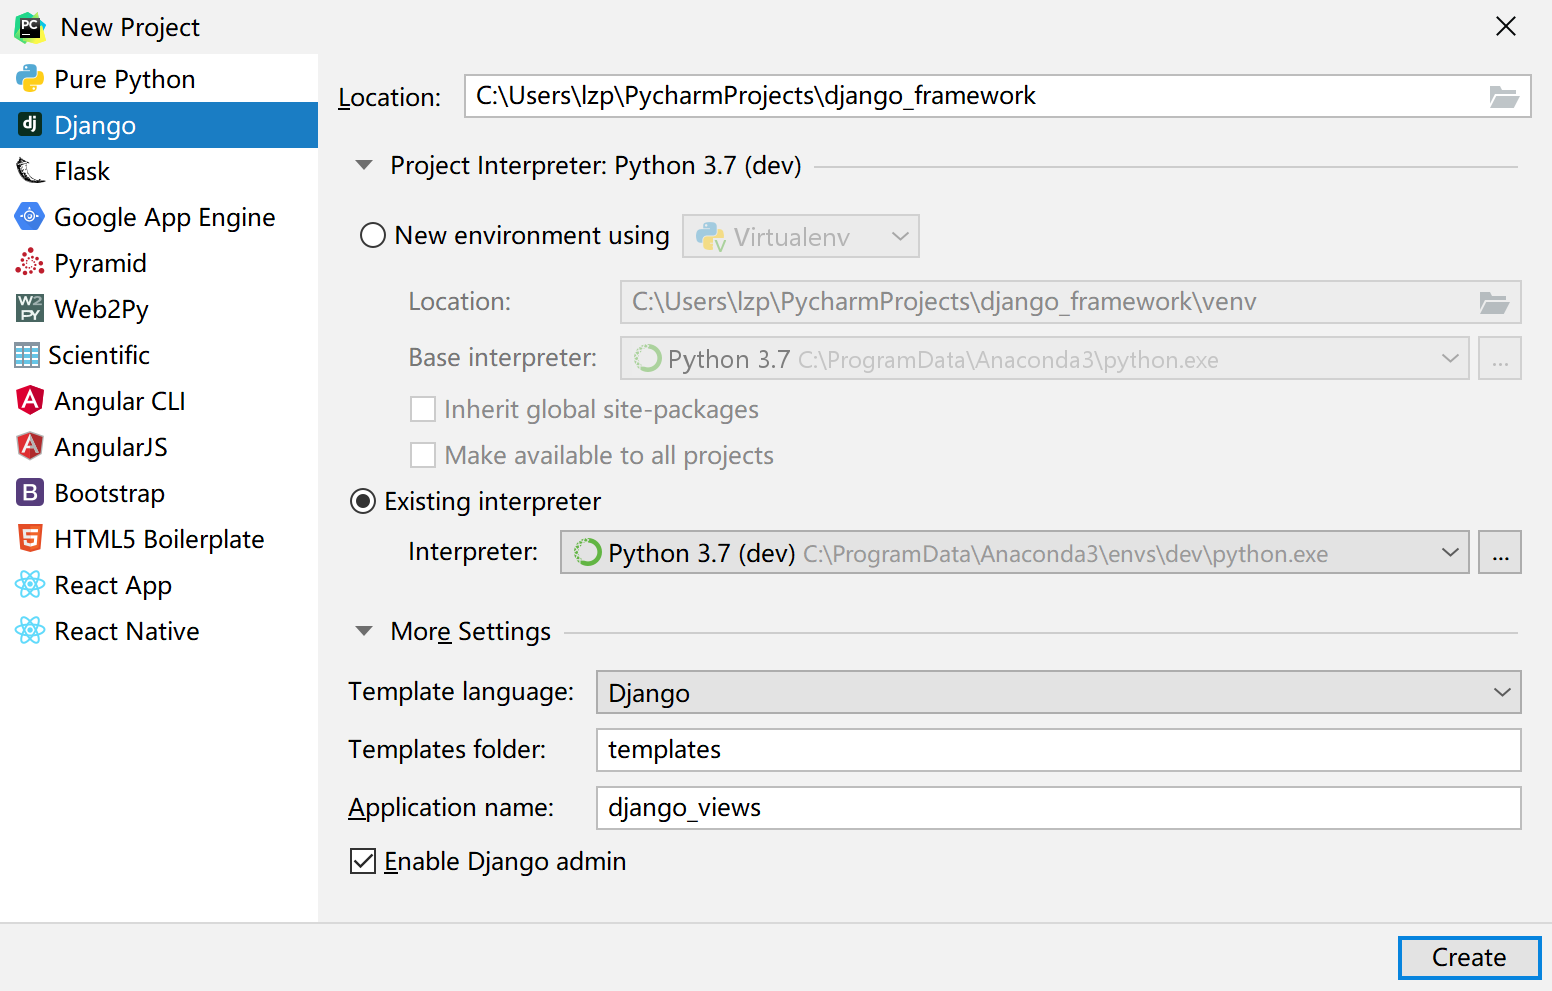 New Project
Pure Python
Django
Flask
Google App Engine
Pyramid
Web2Py
Scientific
Angular CLI
AngularJS
Bootstrap
HTML5 Boilerplate
React App
React Native
Location: C:\Users\lzp\PycharmProjects\django_framework
Project Interpreter: Python 3.7 (dev)
New environment using Virtualenv
Location: C:\Users\lzp\PycharmProjects\django_framework\venv
Base interpreter: Python 3.7 C:\ProgramData\Anaconda3\python.exe ...
Inherit global site-packages
Make available to all projects
Existing interpreter
Interpreter: Python 3.7 (dev) C:\ProgramData\Anaconda3\envs\dev\python.exe ...
More Settings
Template language: Django
Templates folder: templates
Application name: django_views
Enable Django admin
Create